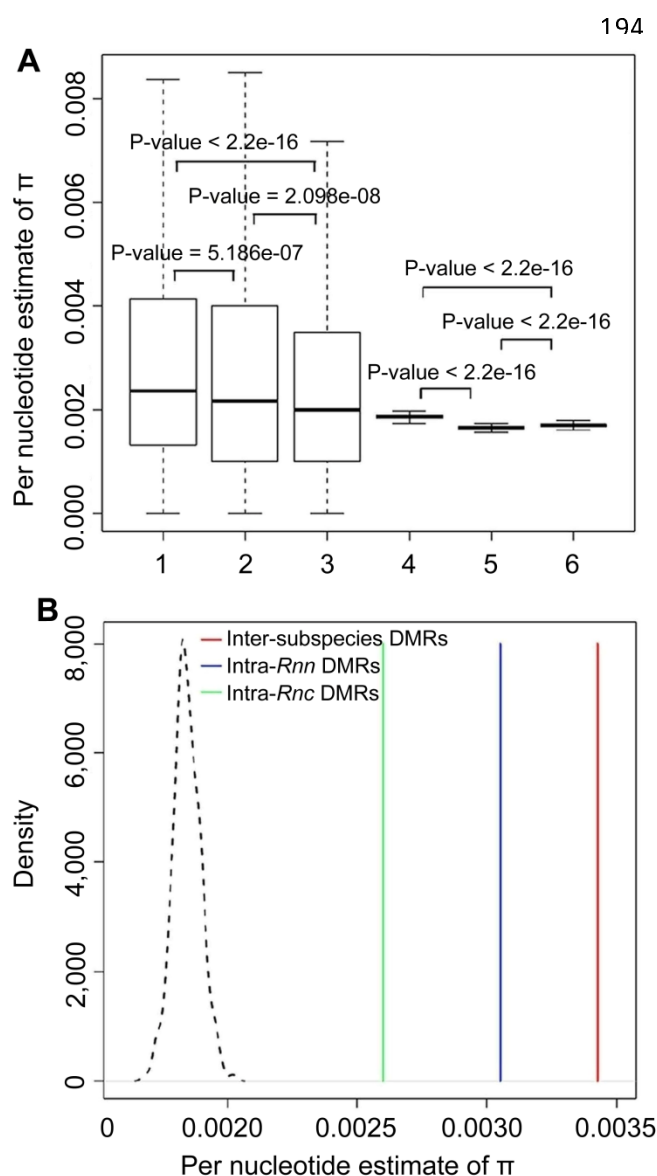 194
A
0.008
0.006
0.004
0.002
0.000
Per nucleotide estimate of π
P-value < 2.2e-16
P-value = 2.098e-08
P-value = 5.186e-07
P-value < 2.2e-16
P-value < 2.2e-16
P-value < 2.2e-16
1 2 3 4 5 6
B
8,000
6,000
4,000
2,000
0
Density
Inter-subspecies DMRs
Intra-Rnn DMRs
Intra-Rnc DMRs
0 0.0020 0.0025 0.0030 0.0035
Per nucleotide estimate of π